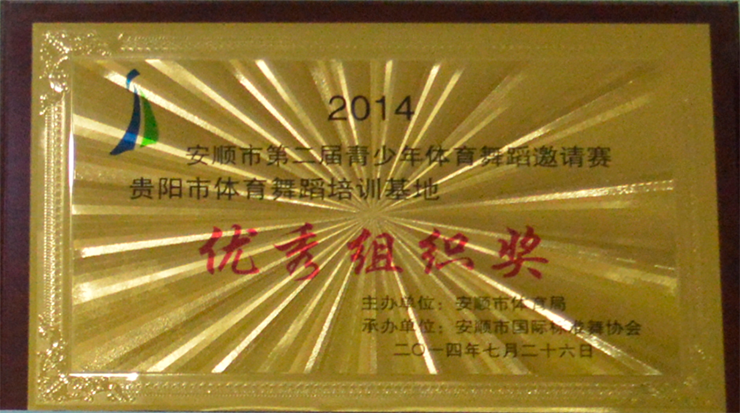 2014
安顺市第二届青少年体育舞蹈邀请赛
贵阳市体育舞蹈培训基地
优秀组织奖
主办单位：安顺市体育局
承办单位：安顺市国际标准舞协会
二〇一四年七月二十六日